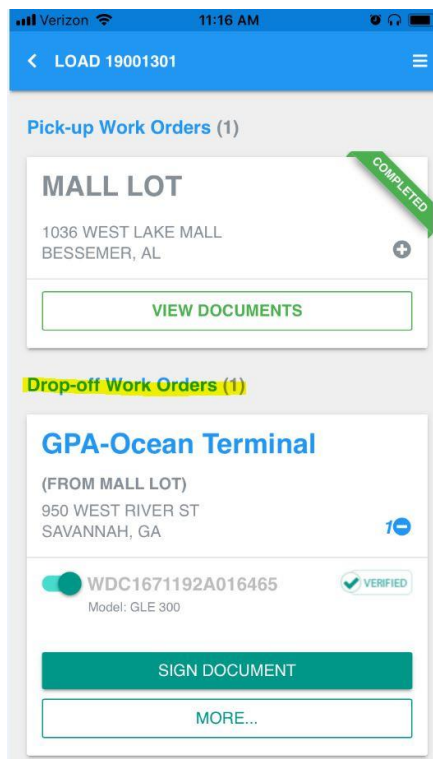 Verizon 11:16 AM
LOAD 19001301
Pick-up Work Orders (1)
COMPLETED
MALL LOT
1036 WEST LAKE MALL
BESSEMER, AL
VIEW DOCUMENTS
Drop-off Work Orders (1)
GPA-Ocean Terminal
(FROM MALL LOT)
950 WEST RIVER ST
SAVANNAH, GA
1
WDC1671192A016465 VERIFIED
Model: GLE 300
SIGN DOCUMENT
MORE...